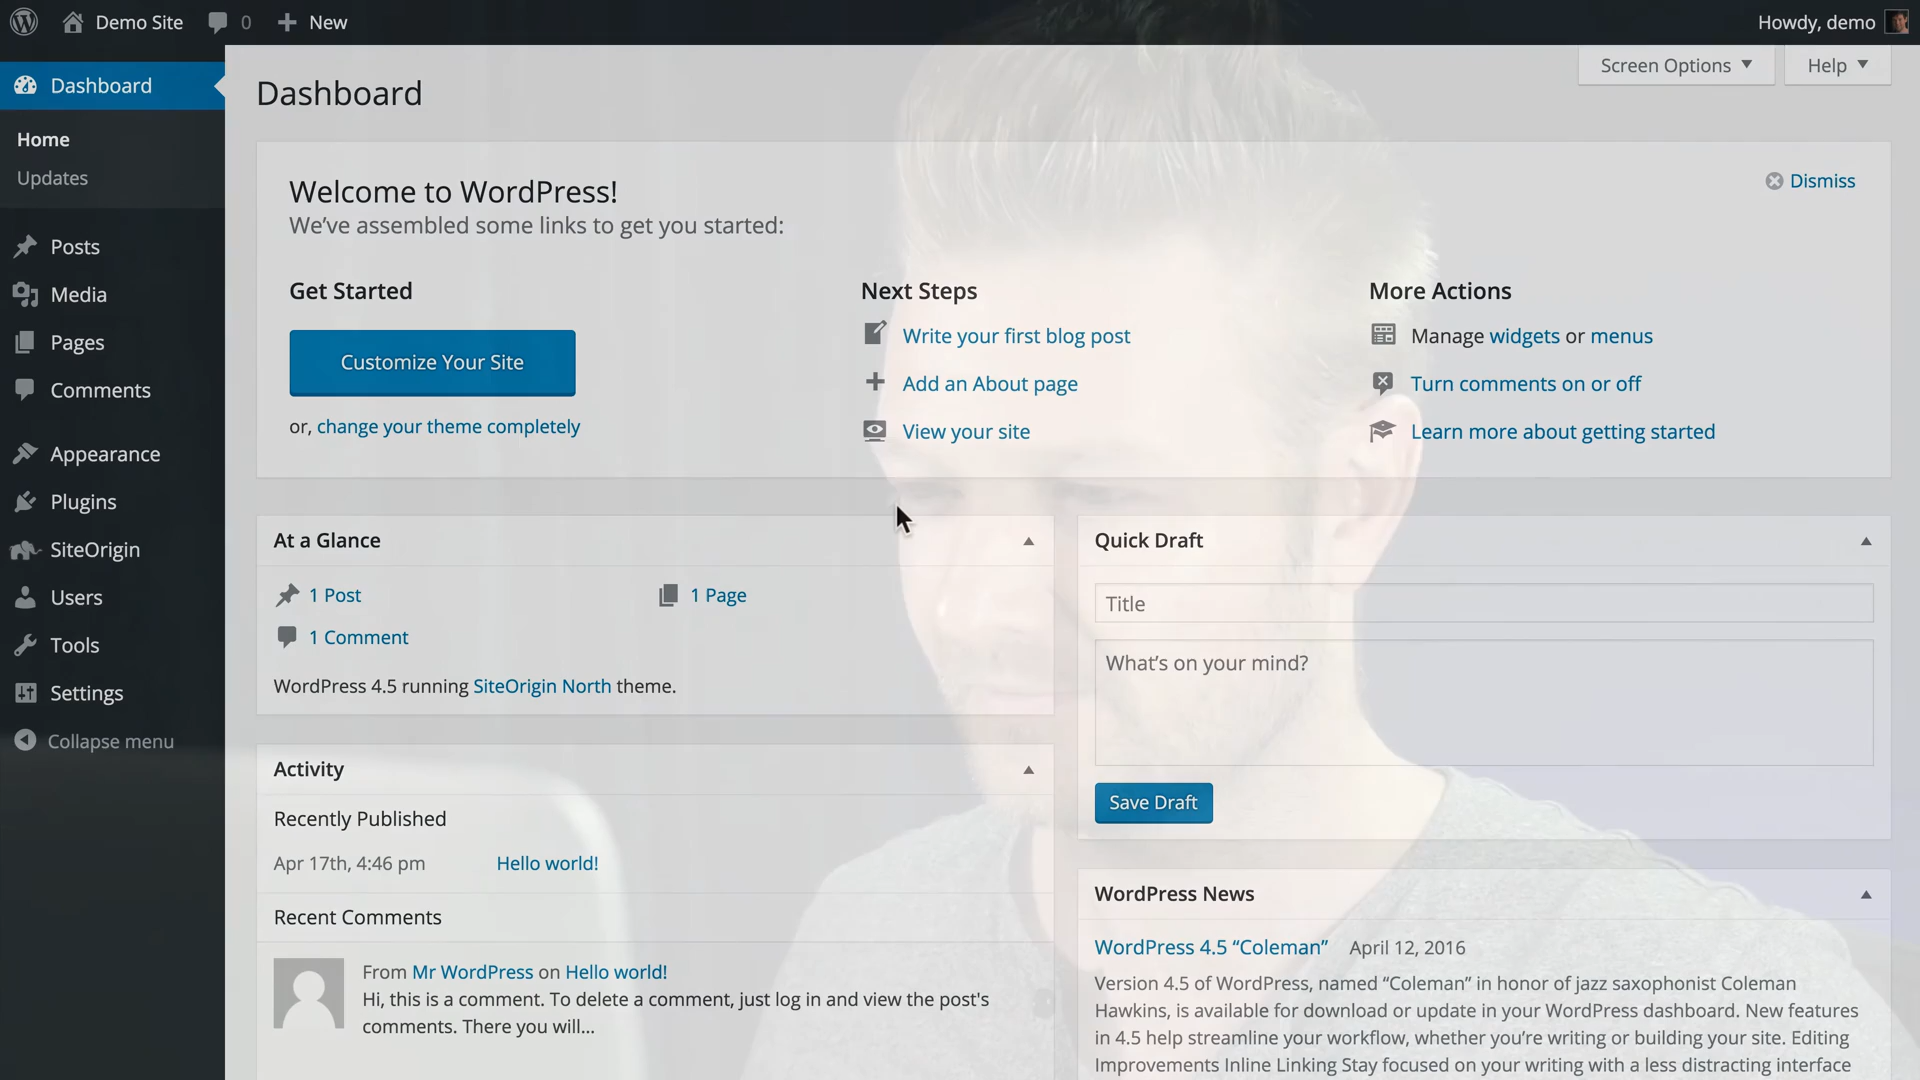 Demo Site
0
New
Howdy, demo
Dashboard
Home
Updates
Posts
Media
Pages
Comments
Appearance
Plugins
SiteOrigin
Users
Tools
Settings
Collapse menu
Dashboard
Screen Options
Help
Welcome to WordPress!
We’ve assembled some links to get you started:
Dismiss
Get Started
Customize Your Site
or, change your theme completely
Next Steps
Write your first blog post
Add an About page
View your site
More Actions
Manage widgets or menus
Turn comments on or off
Learn more about getting started
At a Glance
1 Post
1 Page
1 Comment
WordPress 4.5 running SiteOrigin North theme.
Activity
Recently Published
Apr 17th, 4:46 pm
Hello world!
Recent Comments
From Mr WordPress on Hello world!
Hi, this is a comment. To delete a comment, just log in and view the post's
comments. There you will...
Quick Draft
Title
What’s on your mind?
Save Draft
WordPress News
WordPress 4.5 “Coleman” April 12, 2016
Version 4.5 of WordPress, named “Coleman” in honor of jazz saxophonist Coleman
Hawkins, is available for download or update in your WordPress dashboard. New features
in 4.5 help streamline your workflow, whether you’re writing or building your site. Editing
Improvements Inline Linking Stay focused on your writing with a less distracting interface